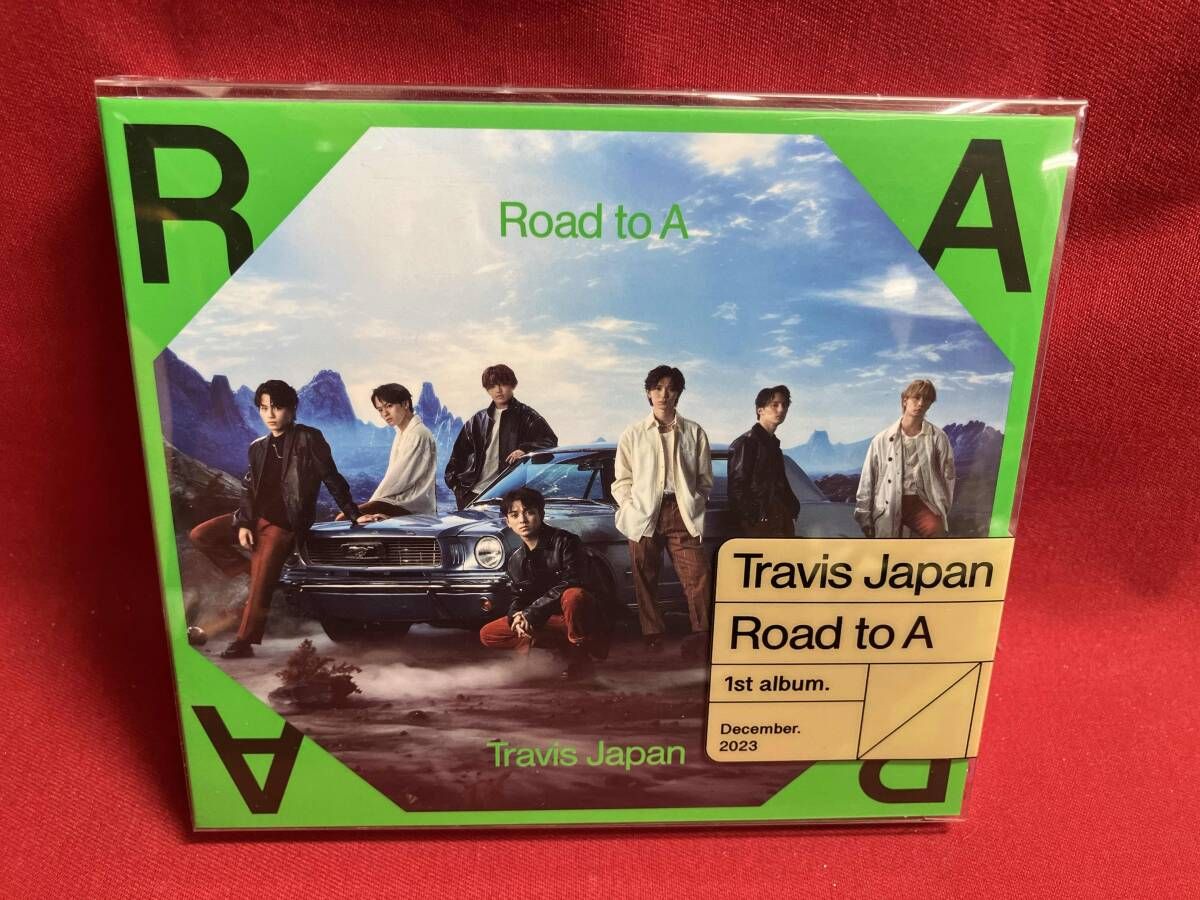 R A
Road to A
Travis Japan
Road to A
1st album.
December.
2023
Travis Japan
A R